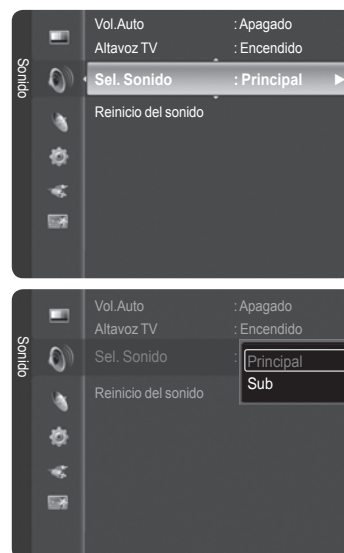 Sonido
Vol.Auto : Apagado
Altavoz TV : Encendido
Sel. Sonido : Principal
Reinicio del sonido
Sonido
Vol.Auto : Apagado
Altavoz TV : Encendido
Sel. Sonido : Principal
Sub
Reinicio del sonido